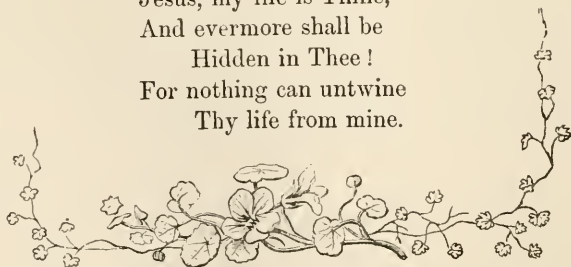 Jesus, my life is Thine,
And evermore shall be
Hidden in Thee !
For nothing can untwine
Thy life from mine.